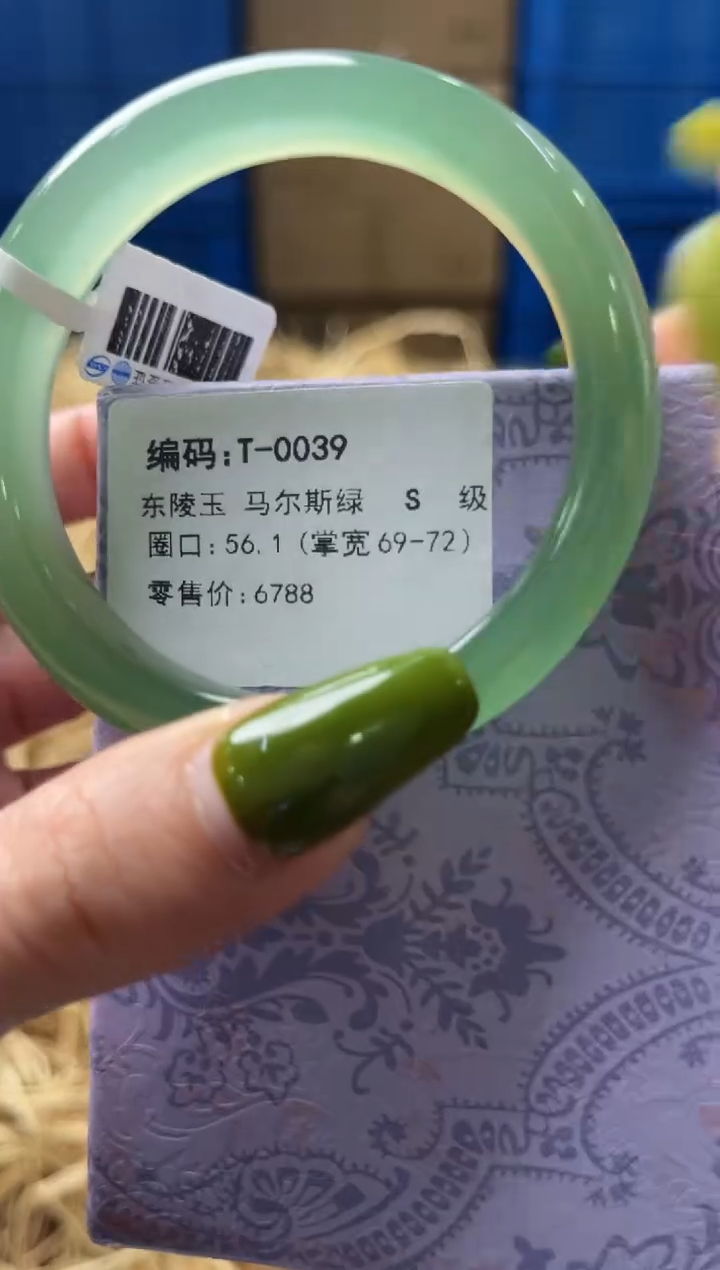 编码:T-0039
东陵玉 马尔斯绿 S 级
圈口: 56.1 (掌宽69-72)
零售价:6788